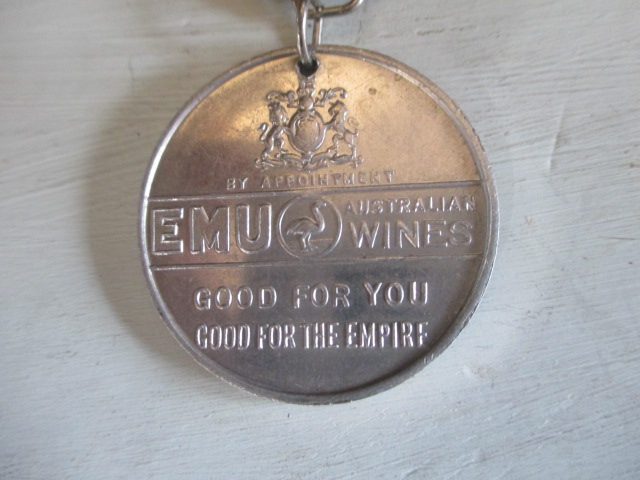 BY APPOINTMENT
EMU AUSTRALIAN WINES
GOOD FOR YOU
GOOD FOR THE EMPIRE